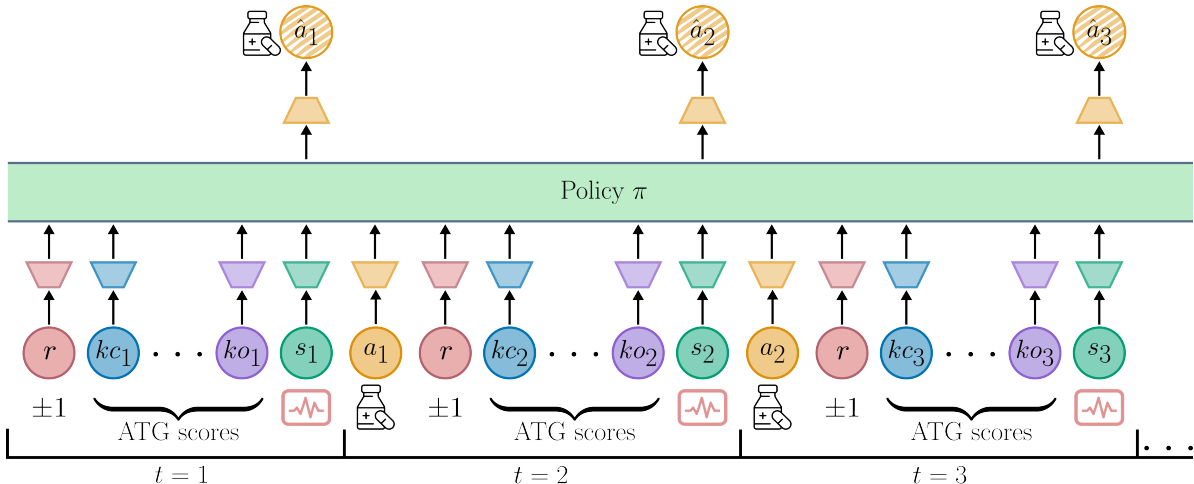 â₁ â₂ â₃
Policy π
r kc₁ · · · ko₁ s₁ a₁ r kc₂ · · · ko₂ s₂ a₂ r kc₃ · · · ko₃ s₃
±1 ±1 ±1
ATG scores ATG scores ATG scores
t = 1 t = 2 t = 3 · · ·